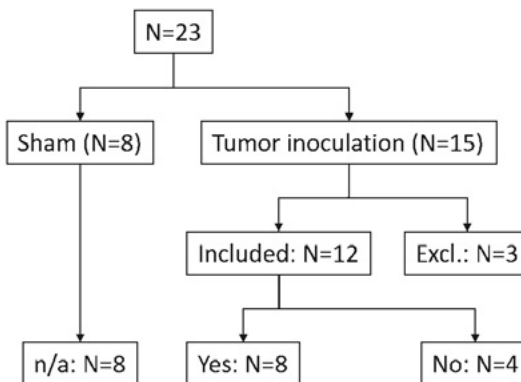 N=23
Sham (N=8)
Tumor inoculation (N=15)
Included: N=12
Excl.: N=3
n/a: N=8
Yes: N=8
No: N=4